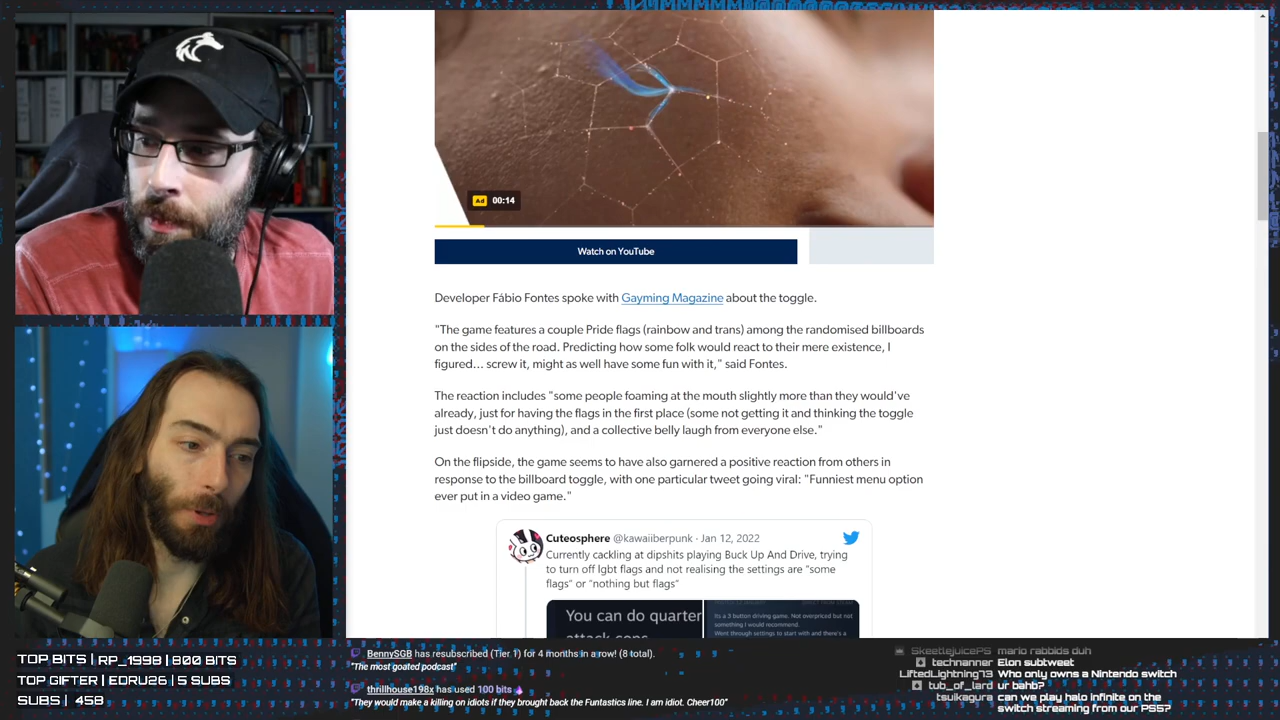 Ad 00:14
Watch on YouTube
Developer Fábio Fontes spoke with Gayming Magazine about the toggle.
"The game features a couple Pride flags (rainbow and trans) among the randomised billboards
on the sides of the road. Predicting how some folk would react to their mere existence, I
figured... screw it, might as well have some fun with it," said Fontes.
The reaction includes "some people foaming at the mouth slightly more than they would've
already, just for having the flags in the first place (some not getting it and thinking the toggle
just doesn't do anything), and a collective belly laugh from everyone else."
On the flipside, the game seems to have also garnered a positive reaction from others in
response to the billboard toggle, with one particular tweet going viral: "Funniest menu option
ever put in a video game."
Cuteosphere @kawaiiberpunk · Jan 12, 2022
Currently cackling at dipshits playing Buck Up And Drive, trying
to turn off lgbt flags and not realising the settings are "some
flags" or "nothing but flags"
You can do quarter
Its a 3 button driving game. Not overpriced but not
something I would recommend.
Went through settings to start with and there's a
TOP BITS | RP_1998 | 800 BITS
TOP GIFTER | EDRU26 | 5 SUBS
SUBS | 458
BennySGB has resubscribed (Tier 1) for 4 months in a row! (8 total).
"The most goated podcast"
thrillhouse198x has used 100 bits
"They would make a killing on idiots if they brought back the Funtastics line. I am idiot. Cheer100"
SkeetlejuicePS mario rabbids duh
technanner Elon subtweet
LiftedLightning73 Who only owns a Nintendo switch
tub_of_lard ur bahb?
tsuikagura can we play halo infinite on the
switch streaming from our PS5?